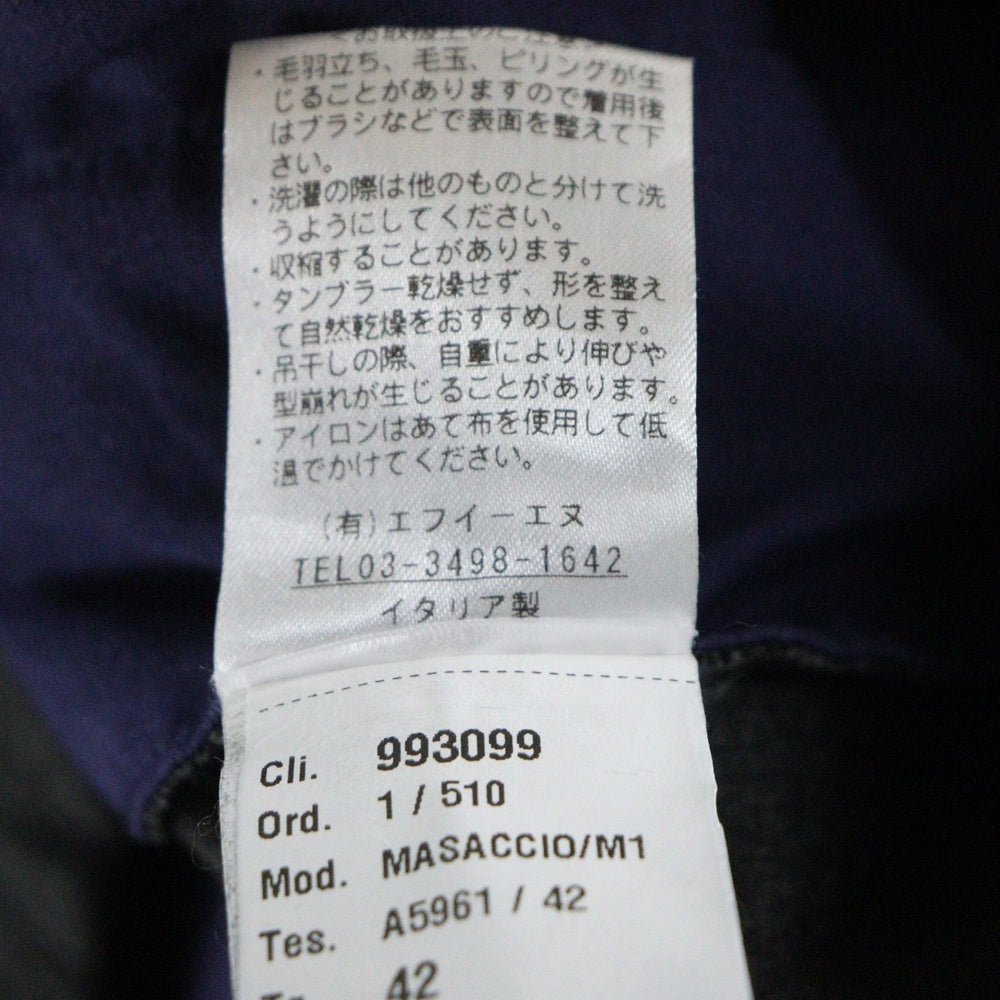 お取扱上のご注意
・毛羽立ち、毛玉、ピリングが生
じることがありますので着用後
はブラシなどで表面を整えて下
さい。
・洗濯の際は他のものと分けて洗
うようにしてください。
・収縮することがあります。
・タンブラー乾燥せず、形を整え
て自然乾燥をおすすめします。
・吊干しの際、自重により伸びや
型崩れが生じることがあります。
・アイロンはあて布を使用して低
温でかけてください。
(有)エフイーエヌ
TEL03-3498-1642
イタリア製
Cli. 993099
Ord. 1 / 510
Mod. MASACCIO/M1
Tes. A5961 / 42
42